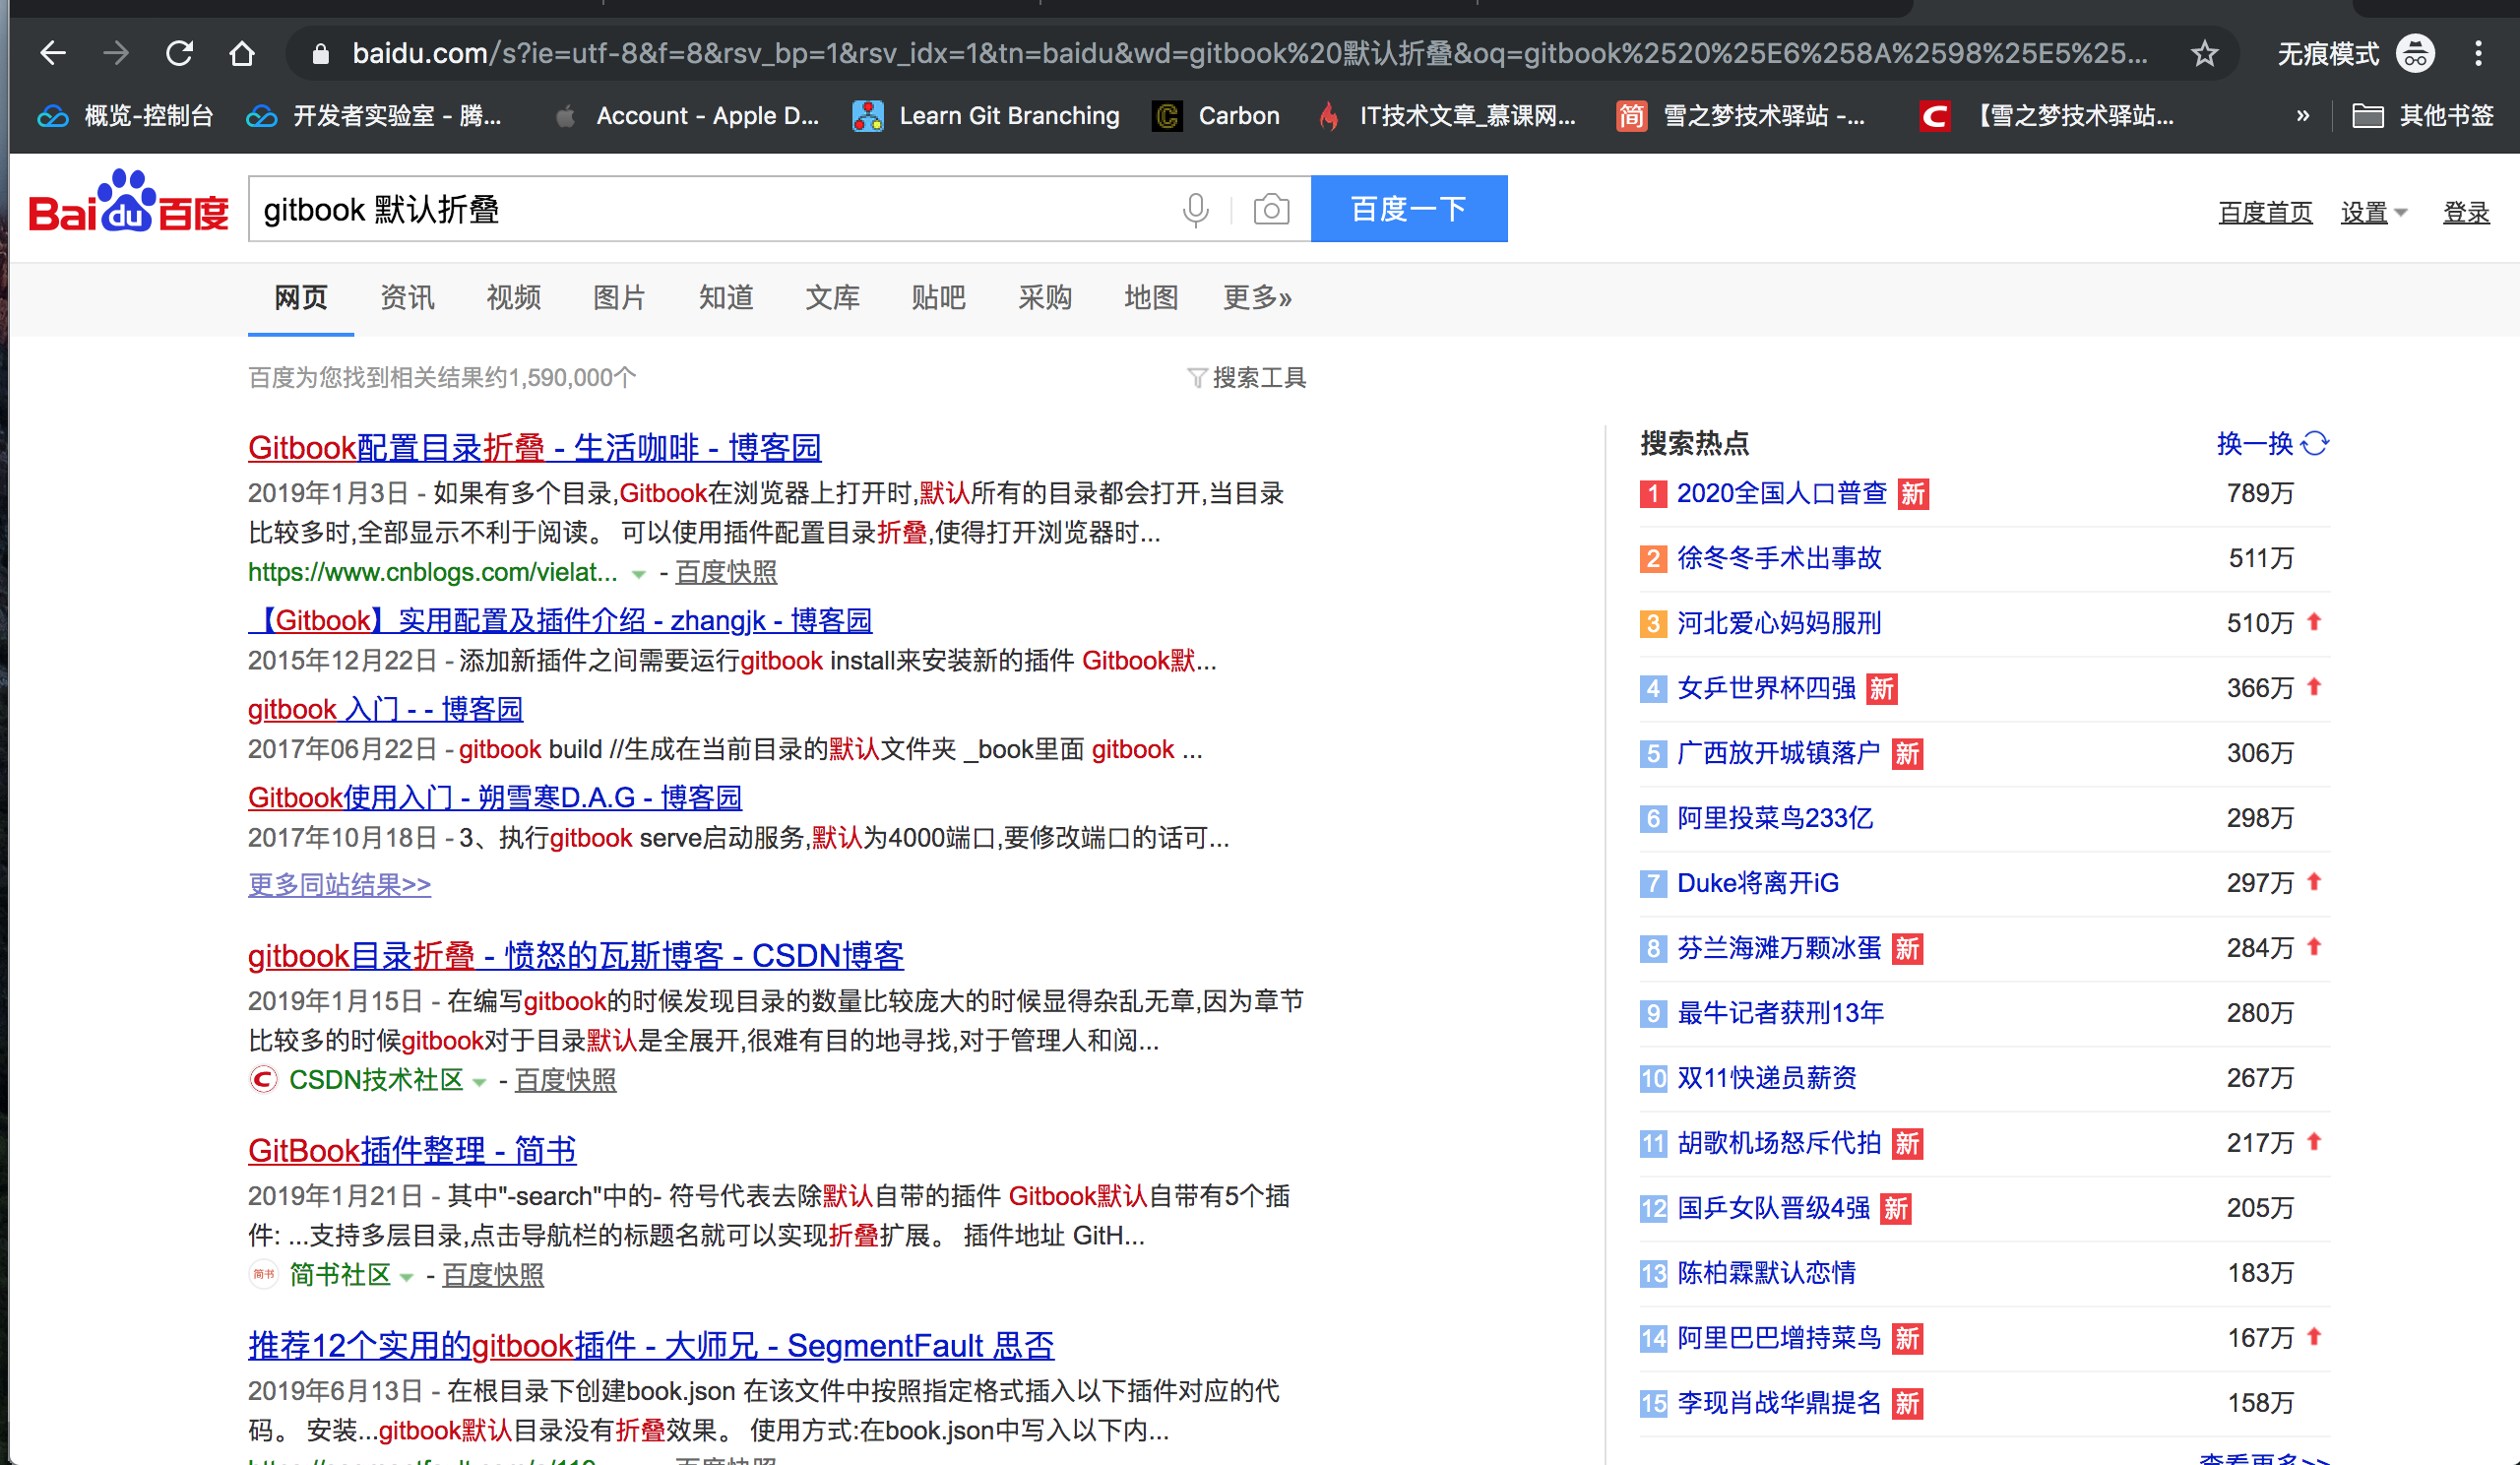 baidu.com/s?ie=utf-8&f=8&rsv_bp=1&rsv_idx=1&tn=baidu&wd=gitbook%20默认折叠&oq=gitbook%2520%25E6%258A%2598%25E5%25...
无痕模式
概览-控制台 开发者实验室 - 腾... Account - Apple D... Learn Git Branching Carbon IT技术文章_慕课网... 简 雪之梦技术驿站 -... 【雪之梦技术驿站... » 其他书签
Bai du 百度 gitbook 默认折叠 百度一下 百度首页 设置 登录
网页 资讯 视频 图片 知道 文库 贴吧 采购 地图 更多»
百度为您找到相关结果约1,590,000个 搜索工具
Gitbook配置目录折叠 - 生活咖啡 - 博客园
2019年1月3日 - 如果有多个目录,Gitbook在浏览器上打开时,默认所有的目录都会打开,当目录
比较多时,全部显示不利于阅读。 可以使用插件配置目录折叠,使得打开浏览器时...
https://www.cnblogs.com/vielat... - 百度快照
【Gitbook】实用配置及插件介绍 - zhangjk - 博客园
2015年12月22日 - 添加新插件之间需要运行gitbook install来安装新的插件 Gitbook默...
gitbook 入门 - - 博客园
2017年06月22日 - gitbook build //生成在当前目录的默认文件夹 _book里面 gitbook ...
Gitbook使用入门 - 朔雪寒D.A.G - 博客园
2017年10月18日 - 3、执行gitbook serve启动服务,默认为4000端口,要修改端口的话可...
更多同站结果>>
gitbook目录折叠 - 愤怒的瓦斯博客 - CSDN博客
2019年1月15日 - 在编写gitbook的时候发现目录的数量比较庞大的时候显得杂乱无章,因为章节
比较多的时候gitbook对于目录默认是全展开,很难有目的地寻找,对于管理人和阅...
CSDN技术社区 - 百度快照
GitBook插件整理 - 简书
2019年1月21日 - 其中"-search"中的- 符号代表去除默认自带的插件 Gitbook默认自带有5个插
件: ...支持多层目录,点击导航栏的标题名就可以实现折叠扩展。 插件地址 GitH...
简书 简书社区 - 百度快照
推荐12个实用的gitbook插件 - 大师兄 - SegmentFault 思否
2019年6月13日 - 在根目录下创建book.json 在该文件中按照指定格式插入以下插件对应的代
码。 安装...gitbook默认目录没有折叠效果。 使用方式:在book.json中写入以下内...
搜索热点 换一换
1 2020全国人口普查 新 789万
2 徐冬冬手术出事故 511万
3 河北爱心妈妈服刑 510万
4 女乒世界杯四强 新 366万
5 广西放开城镇落户 新 306万
6 阿里投菜鸟233亿 298万
7 Duke将离开iG 297万
8 芬兰海滩万颗冰蛋 新 284万
9 最牛记者获刑13年 280万
10 双11快递员薪资 267万
11 胡歌机场怒斥代拍 新 217万
12 国乒女队晋级4强 新 205万
13 陈柏霖默认恋情 183万
14 阿里巴巴增持菜鸟 新 167万
15 李现肖战华鼎提名 新 158万
查看更多>>